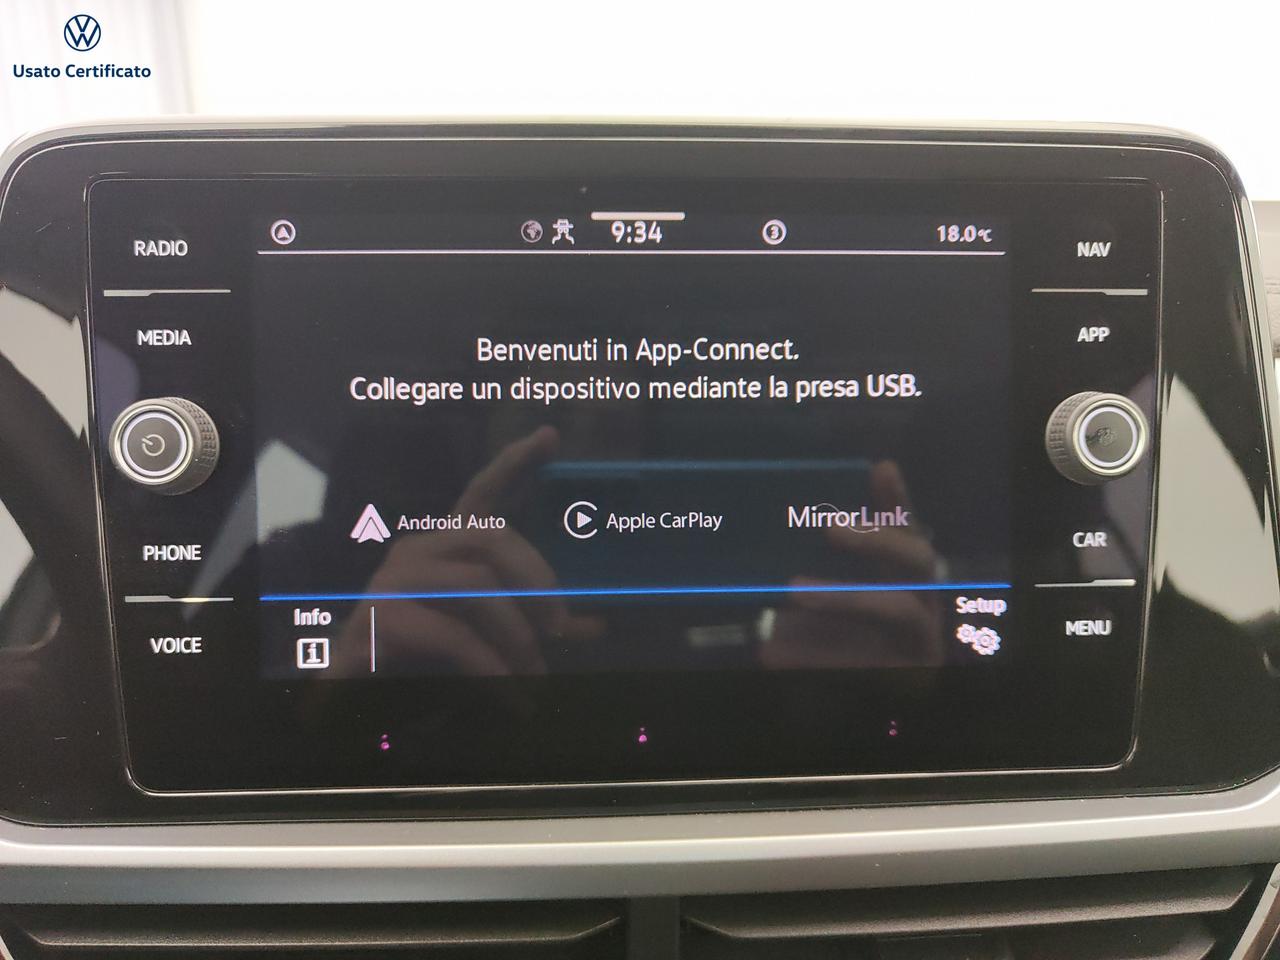 Usato Certificato
RADIO
MEDIA
PHONE
VOICE
9:34
3
18.0°C
Benvenuti in App-Connect.
Collegare un dispositivo mediante la presa USB.
Android Auto
Apple CarPlay
MirrorLink
Info
i
Setup
NAV
APP
CAR
MENU